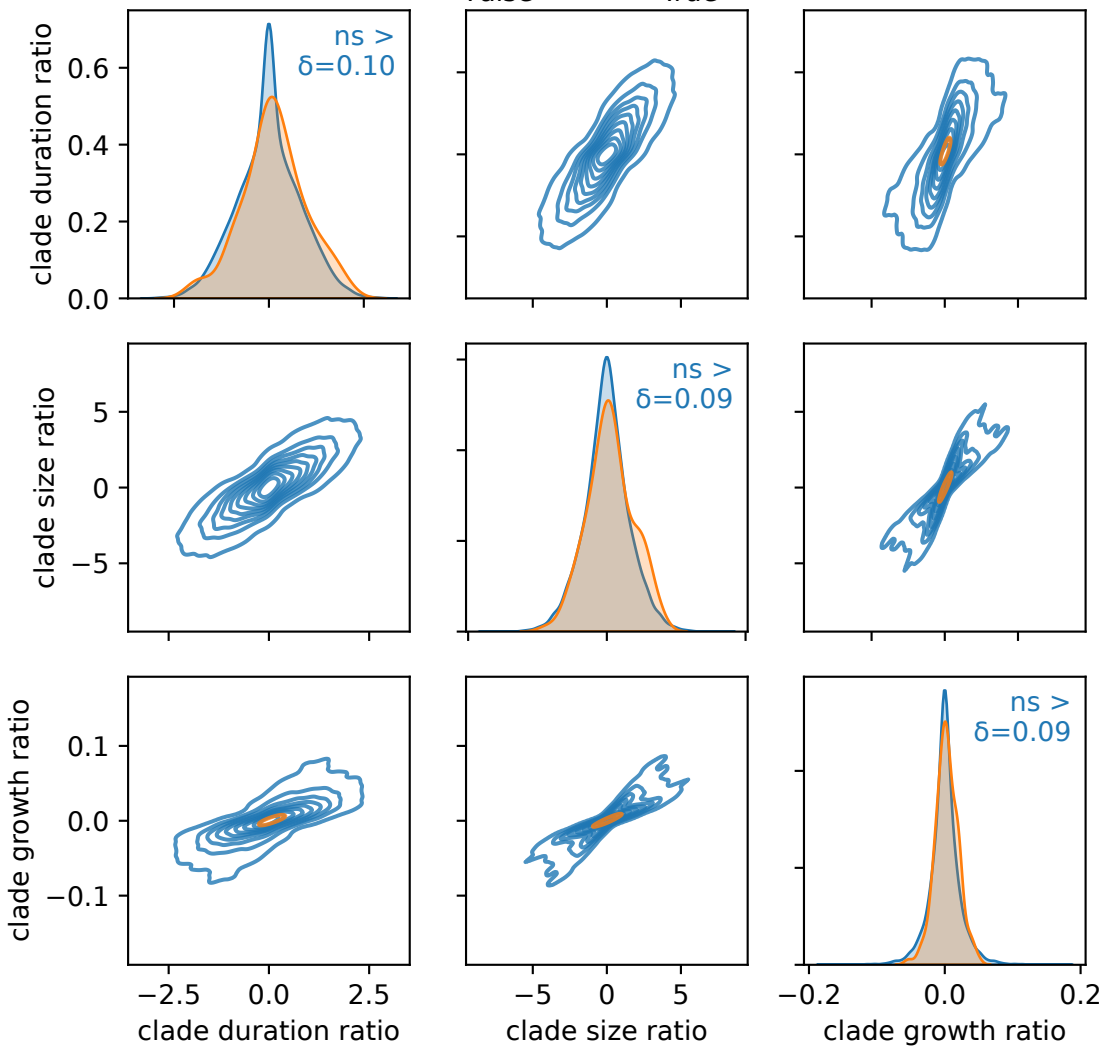 clade duration ratio
0.6
0.4
0.2
0.0
ns >
δ=0.10
clade size ratio
5
0
−5
ns >
δ=0.09
clade growth ratio
0.1
0.0
−0.1
ns >
δ=0.09
−2.5 0.0 2.5
−5 0 5
−0.2 0.0 0.2
clade duration ratio
clade size ratio
clade growth ratio